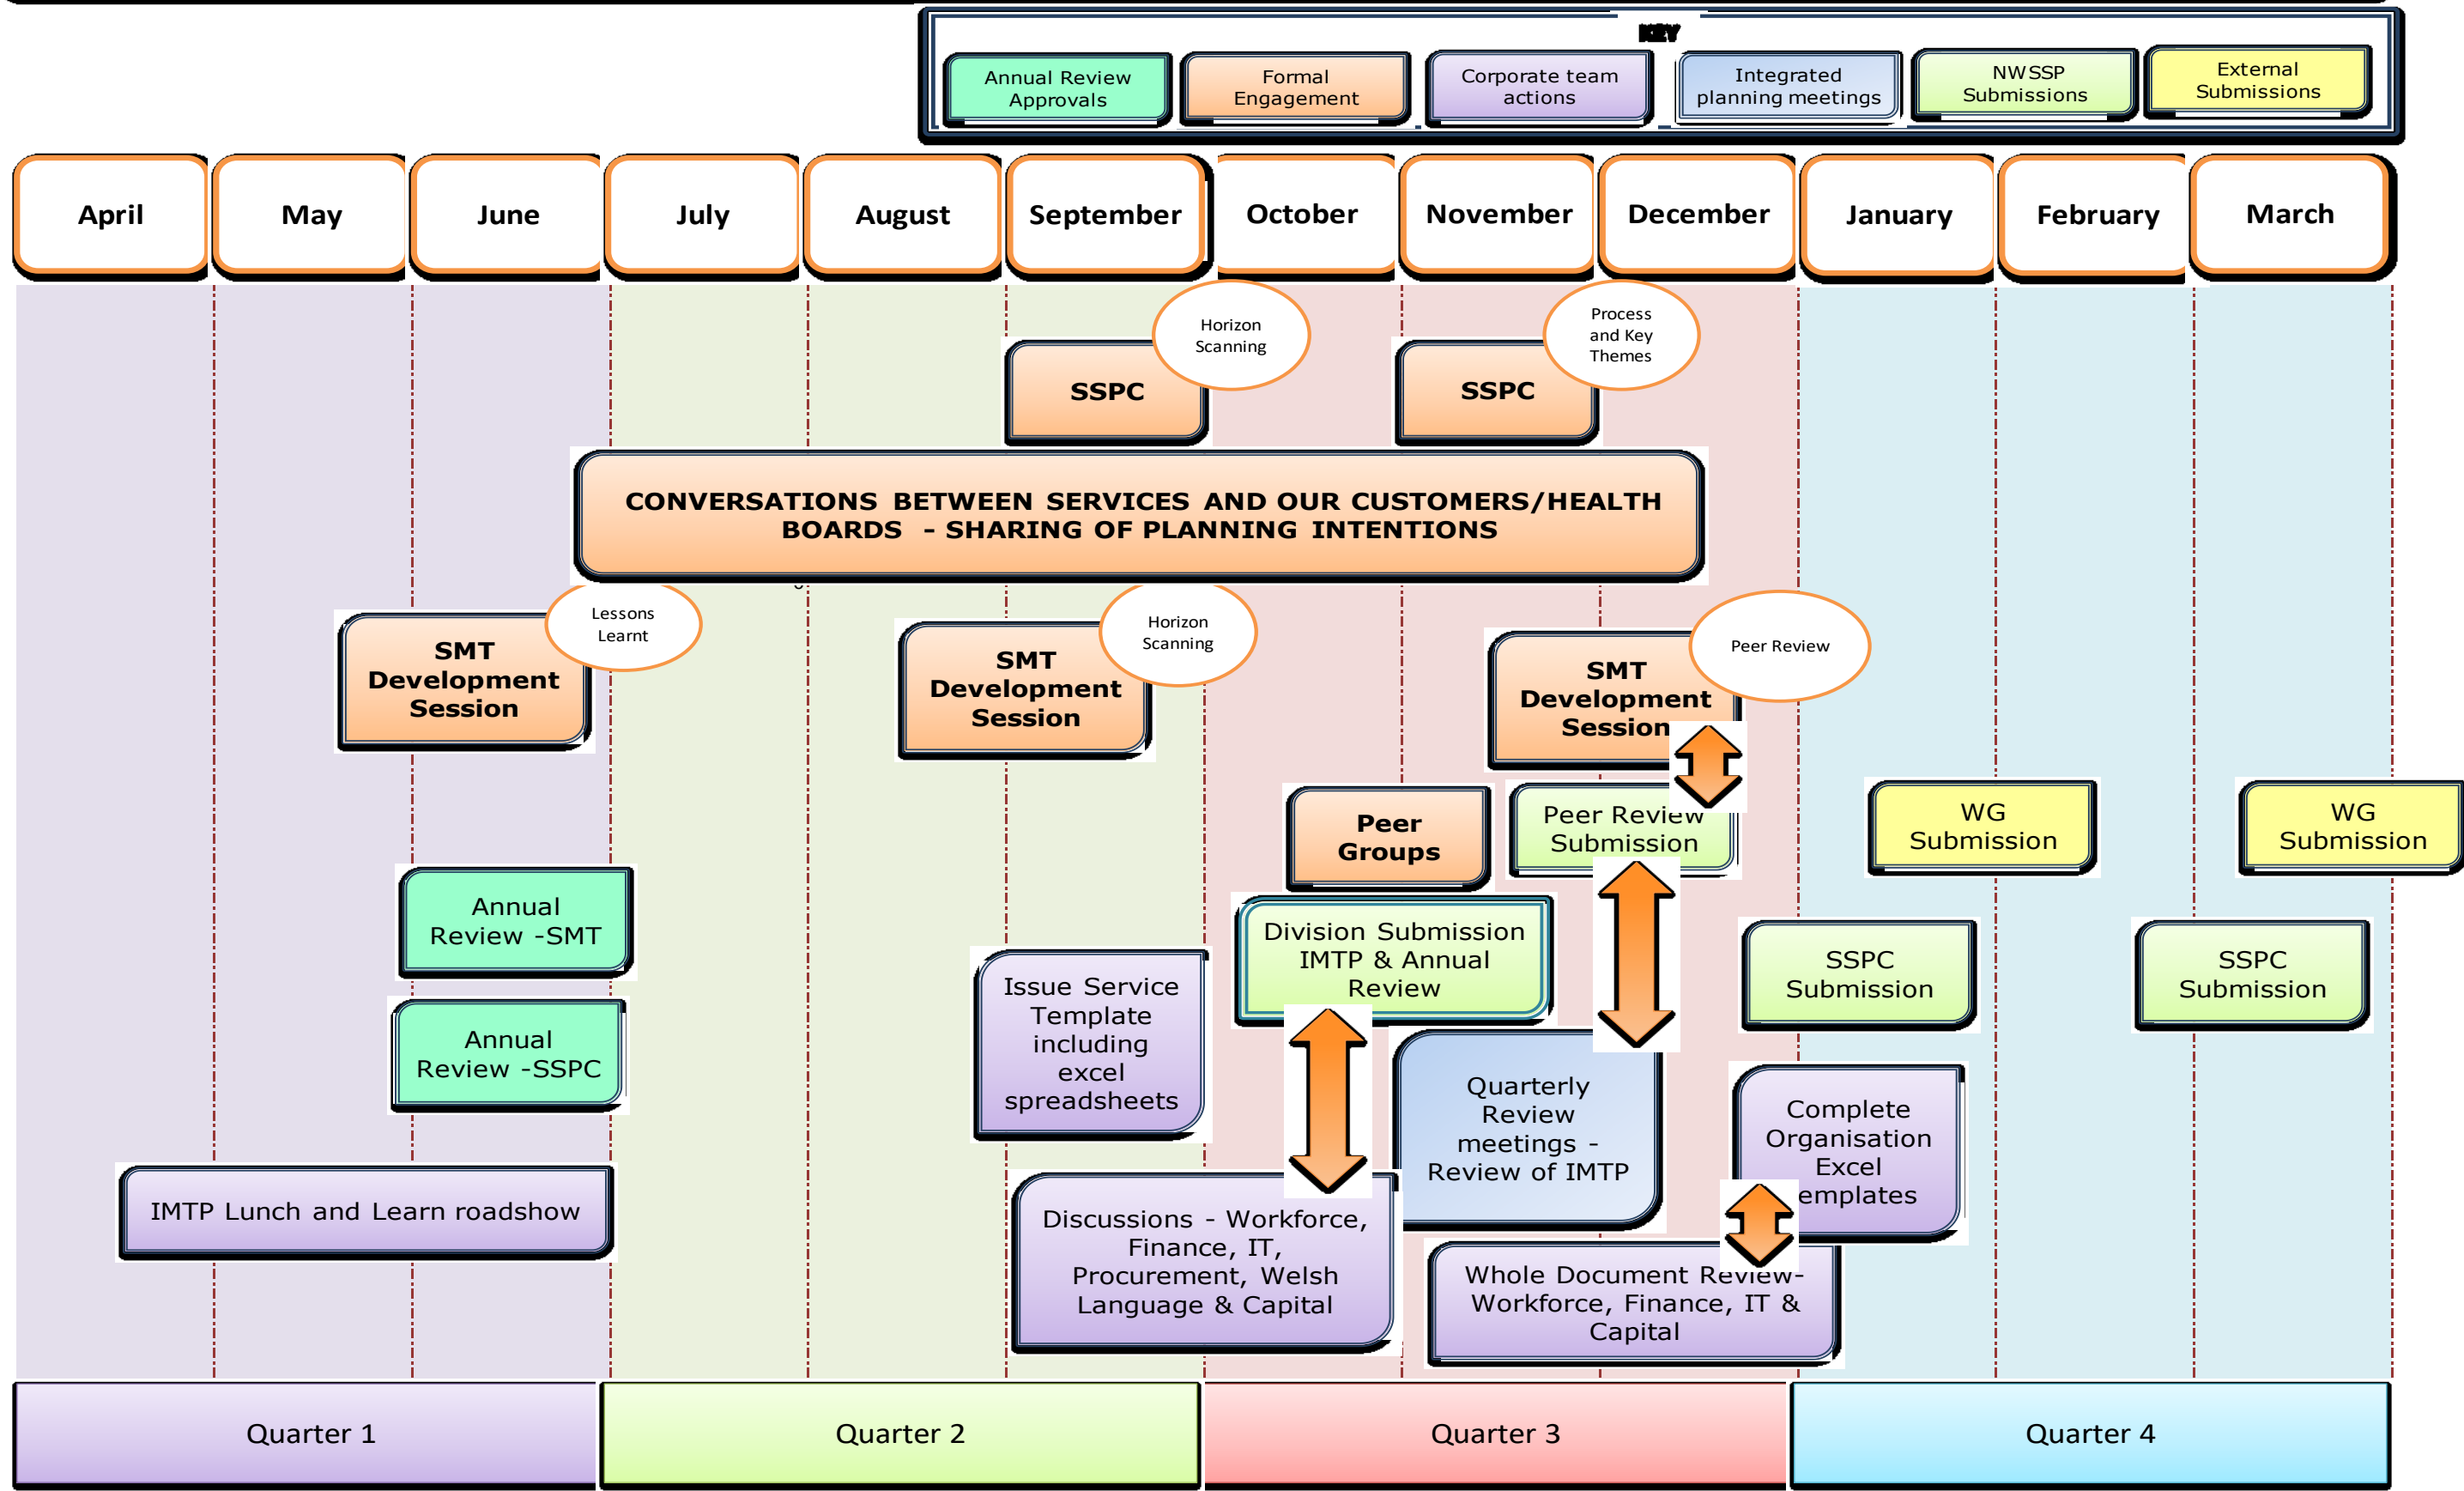 KEY
Annual Review
Approvals
Formal
Engagement
Corporate team
actions
Integrated
planning meetings
NWSSP
Submissions
External
Submissions
April
May
June
July
August
September
October
November
December
January
February
March
Horizon
Scanning
Process
and Key
Themes
SSPC
SSPC
CONVERSATIONS BETWEEN SERVICES AND OUR CUSTOMERS/HEALTH
BOARDS - SHARING OF PLANNING INTENTIONS
Lessons
Learnt
Horizon
Scanning
Peer Review
SMT
Development
Session
SMT
Development
Session
SMT
Development
Session
Peer
Groups
Peer Review
Submission
WG
Submission
WG
Submission
Annual
Review -SMT
Division Submission
IMTP & Annual
Review
SSPC
Submission
SSPC
Submission
Issue Service
Template
including
excel
spreadsheets
Annual
Review -SSPC
Quarterly
Review
meetings -
Review of IMTP
Complete
Organisation
Excel
emplates
IMTP Lunch and Learn roadshow
Discussions - Workforce,
Finance, IT,
Procurement, Welsh
Language & Capital
Whole Document Review-
Workforce, Finance, IT &
Capital
Quarter 1
Quarter 2
Quarter 3
Quarter 4